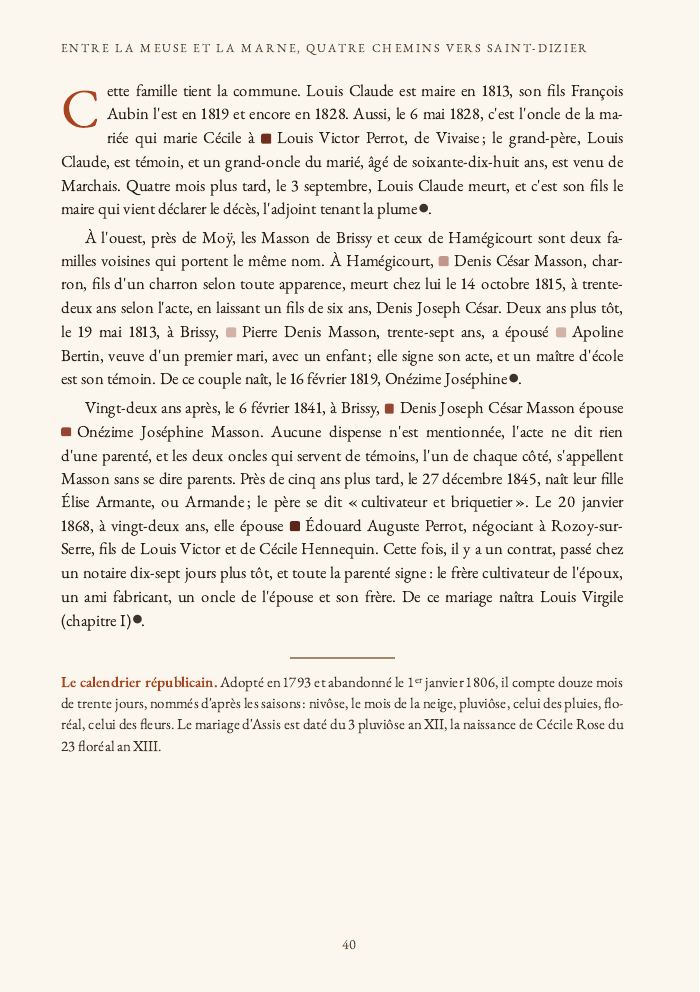 ENTRE LA MEUSE ET LA MARNE, QUATRE CHEMINS VERS SAINT-DIZIER
Cette famille tient la commune. Louis Claude est maire en 1813, son fils François
Aubin l'est en 1819 et encore en 1828. Aussi, le 6 mai 1828, c'est l'oncle de la ma-
riée qui marie Cécile à Louis Victor Perrot, de Vivaise ; le grand-père, Louis
Claude, est témoin, et un grand-oncle du marié, âgé de soixante-dix-huit ans, est venu de
Marchais. Quatre mois plus tard, le 3 septembre, Louis Claude meurt, et c'est son fils le
maire qui vient déclarer le décès, l'adjoint tenant la plume●.
À l'ouest, près de Moÿ, les Masson de Brissy et ceux de Hamégicourt sont deux fa-
milles voisines qui portent le même nom. À Hamégicourt, Denis César Masson, char-
ron, fils d'un charron selon toute apparence, meurt chez lui le 14 octobre 1815, à trente-
deux ans selon l'acte, en laissant un fils de six ans, Denis Joseph César. Deux ans plus tôt,
le 19 mai 1813, à Brissy, Pierre Denis Masson, trente-sept ans, a épousé Apoline
Bertin, veuve d'un premier mari, avec un enfant ; elle signe son acte, et un maître d'école
est son témoin. De ce couple naît, le 16 février 1819, Onézime Joséphine●.
Vingt-deux ans après, le 6 février 1841, à Brissy, Denis Joseph César Masson épouse
Onézime Joséphine Masson. Aucune dispense n'est mentionnée, l'acte ne dit rien
d'une parenté, et les deux oncles qui servent de témoins, l'un de chaque côté, s'appellent
Masson sans se dire parents. Près de cinq ans plus tard, le 27 décembre 1845, naît leur fille
Élise Armante, ou Armande ; le père se dit « cultivateur et briquetier ». Le 20 janvier
1868, à vingt-deux ans, elle épouse Édouard Auguste Perrot, négociant à Rozoy-sur-
Serre, fils de Louis Victor et de Cécile Hennequin. Cette fois, il y a un contrat, passé chez
un notaire dix-sept jours plus tôt, et toute la parenté signe : le frère cultivateur de l'époux,
un ami fabricant, un oncle de l'épouse et son frère. De ce mariage naîtra Louis Virgile
(chapitre I)●.
Le calendrier républicain. Adopté en 1793 et abandonné le 1er janvier 1806, il compte douze mois
de trente jours, nommés d'après les saisons : nivôse, le mois de la neige, pluviôse, celui des pluies, flo-
réal, celui des fleurs. Le mariage d'Assis est daté du 3 pluviôse an XII, la naissance de Cécile Rose du
23 floréal an XIII.
40